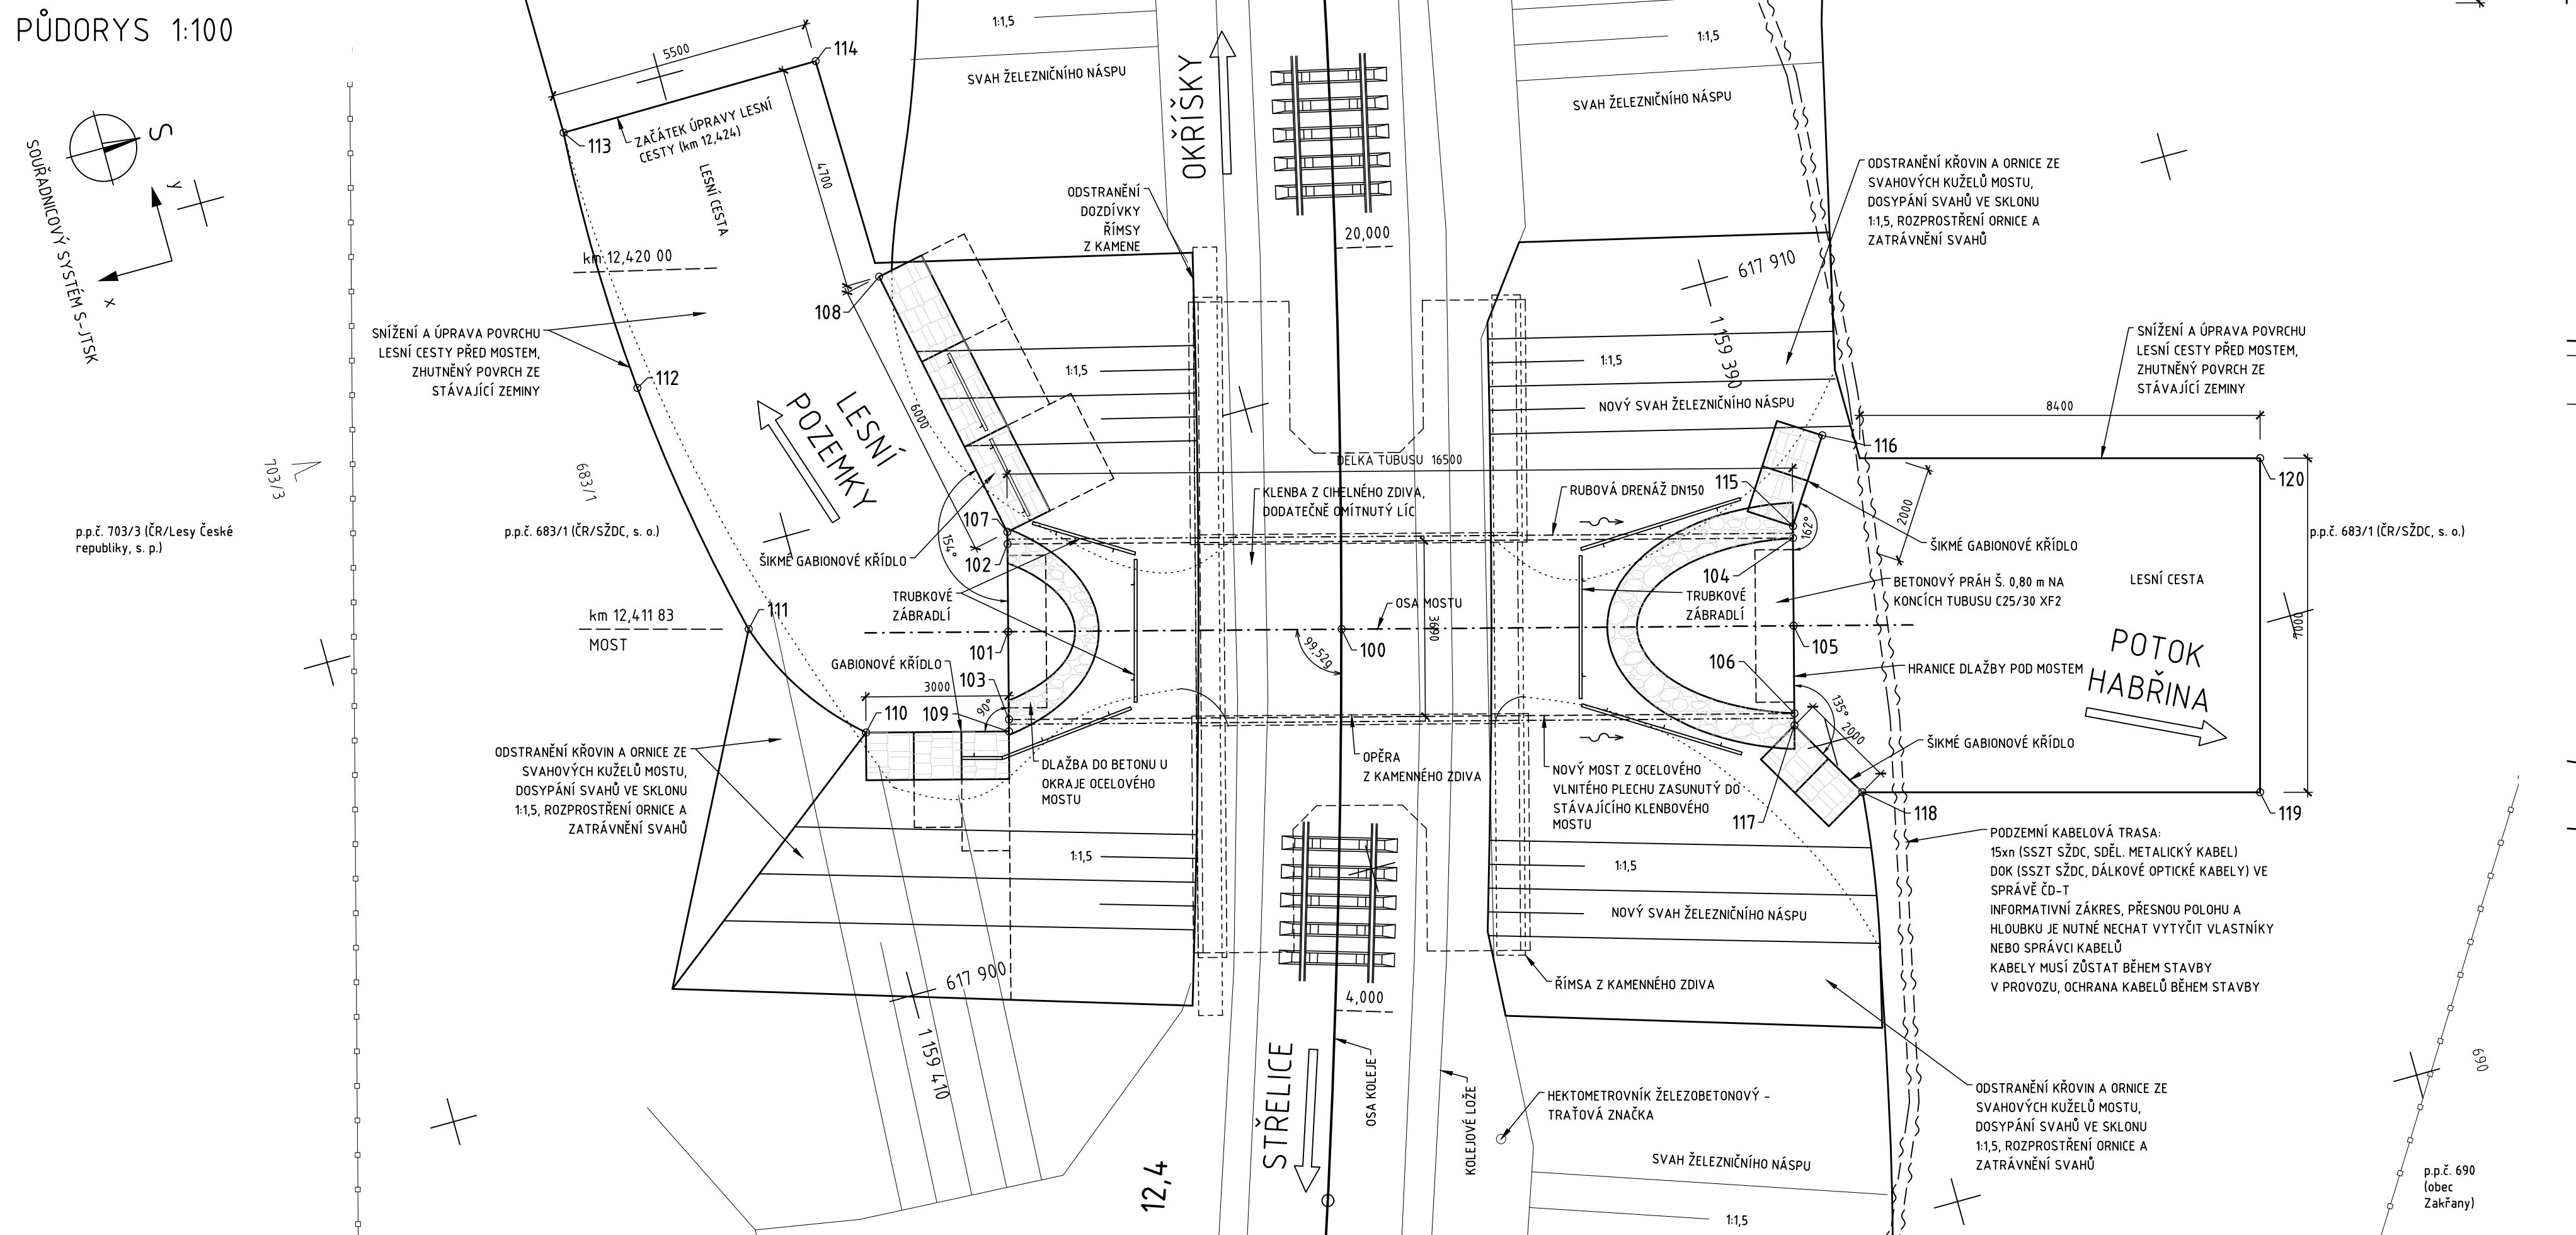 PŮDORYS 1:100
S
y
x
SOUŘADNICOVÝ SYSTÉM S-JTSK
5500
114
113
ZAČÁTEK ÚPRAVY LESNÍ
CESTY (km 12,424)
LESNÍ CESTA
4700
km 12,420 00
SNÍŽENÍ A ÚPRAVA POVRCHU
LESNÍ CESTY PŘED MOSTEM,
ZHUTNĚNÝ POVRCH ZE
STÁVAJÍCÍ ZEMINY
112
108
6000
LESNÍ
POZEMKY
703/3
683/1
p.p.č. 703/3 (ČR/Lesy České
republiky, s. p.)
p.p.č. 683/1 (ČR/SŽDC, s. o.)
1:1,5
SVAH ŽELEZNIČNÍHO NÁSPU
OKŘÍŠKY
ODSTRANĚNÍ
DOZDÍVKY
ŘÍMSY
Z KAMENE
20,000
1:1,5
SVAH ŽELEZNIČNÍHO NÁSPU
ODSTRANĚNÍ KŘOVIN A ORNICE ZE
SVAHOVÝCH KUŽELŮ MOSTU,
DOSYPÁNÍ SVAHŮ VE SKLONU
1:1,5, ROZPROSTŘENÍ ORNICE A
ZATRÁVNĚNÍ SVAHŮ
617 910
1 159 390
1:1,5
1:1,5
NOVÝ SVAH ŽELEZNIČNÍHO NÁSPU
SNÍŽENÍ A ÚPRAVA POVRCHU
LESNÍ CESTY PŘED MOSTEM,
ZHUTNĚNÝ POVRCH ZE
STÁVAJÍCÍ ZEMINY
8400
116
120
DÉLKA TUBUSU 16500
KLENBA Z CIHELNÉHO ZDIVA,
DODATEČNĚ OMÍTNUTÝ LÍC
RUBOVÁ DRENÁŽ DN150
115
162°
2000
107
154°
102
ŠIKMÉ GABIONOVÉ KŘÍDLO
TRUBKOVÉ
ZÁBRADLÍ
104
ŠIKMÉ GABIONOVÉ KŘÍDLO
BETONOVÝ PRÁH Š. 0,80 m NA
KONCÍCH TUBUSU C25/30 XF2
TRUBKOVÉ
ZÁBRADLÍ
LESNÍ CESTA
p.p.č. 683/1 (ČR/SŽDC, s. o.)
7000
km 12,411 83
MOST
111
101
OSA MOSTU
3690
99,52g
100
105
106
HRANICE DLAŽBY POD MOSTEM
POTOK
HABŘINA
GABIONOVÉ KŘÍDLO
3000
103
90°
110
109
135°
2000
ŠIKMÉ GABIONOVÉ KŘÍDLO
ODSTRANĚNÍ KŘOVIN A ORNICE ZE
SVAHOVÝCH KUŽELŮ MOSTU,
DOSYPÁNÍ SVAHŮ VE SKLONU
1:1,5, ROZPROSTŘENÍ ORNICE A
ZATRÁVNĚNÍ SVAHŮ
DLAŽBA DO BETONU U
OKRAJE OCELOVÉHO
MOSTU
OPĚRA
Z KAMENNÉHO ZDIVA
NOVÝ MOST Z OCELOVÉHO
VLNITÉHO PLECHU ZASUNUTÝ DO
STÁVAJÍCÍHO KLENBOVÉHO
MOSTU
117
118
119
1:1,5
1:1,5
NOVÝ SVAH ŽELEZNIČNÍHO NÁSPU
PODZEMNÍ KABELOVÁ TRASA:
15xn (SSZT SŽDC, SDĚL. METALICKÝ KABEL)
DOK (SSZT SŽDC, DÁLKOVÉ OPTICKÉ KABELY) VE
SPRÁVĚ ČD-T
INFORMATIVNÍ ZÁKRES, PŘESNOU POLOHU A
HLOUBKU JE NUTNÉ NECHAT VYTYČIT VLASTNÍKY
NEBO SPRÁVCI KABELŮ
KABELY MUSÍ ZŮSTAT BĚHEM STAVBY
V PROVOZU, OCHRANA KABELŮ BĚHEM STAVBY
617 900
1 159 410
4,000
ŘÍMSA Z KAMENNÉHO ZDIVA
STŘELICE
OSA KOLEJE
KOLEJOVÉ LOŽE
HEKTOMETROVNÍK ŽELEZOBETONOVÝ -
TRAŤOVÁ ZNAČKA
ODSTRANĚNÍ KŘOVIN A ORNICE ZE
SVAHOVÝCH KUŽELŮ MOSTU,
DOSYPÁNÍ SVAHŮ VE SKLONU
1:1,5, ROZPROSTŘENÍ ORNICE A
ZATRÁVNĚNÍ SVAHŮ
690
12,4
SVAH ŽELEZNIČNÍHO NÁSPU
1:1,5
p.p.č. 690
(obec
Zakřany)